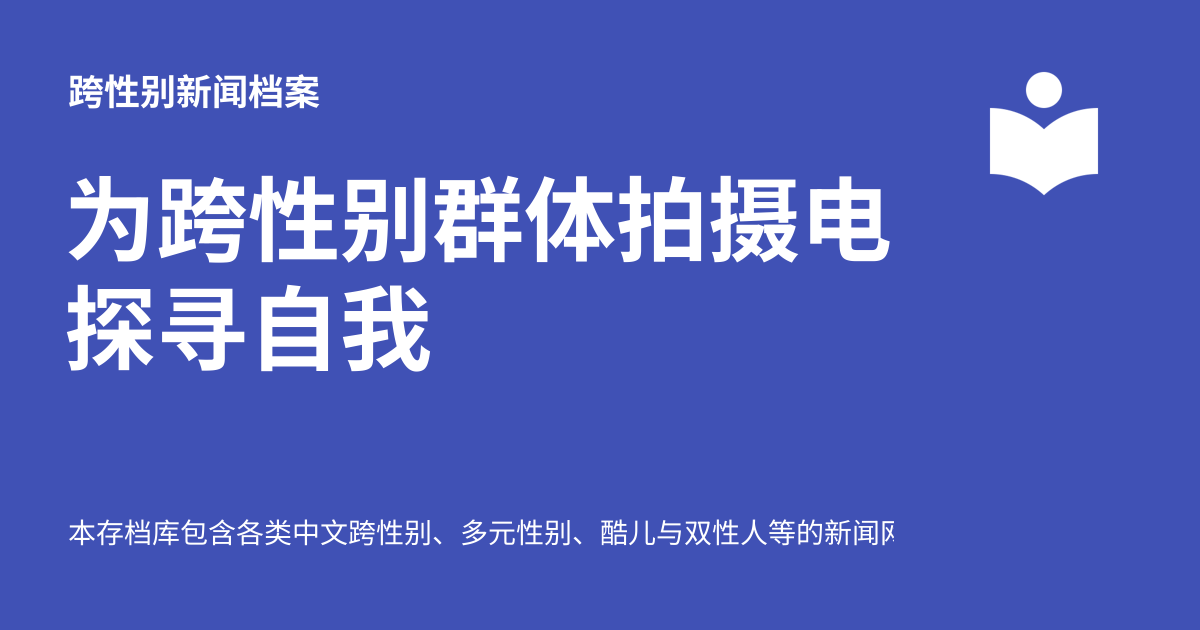 跨性别新闻档案
为跨性别群体拍摄电
探寻自我
本存档库包含各类中文跨性别、多元性别、酷儿与双性人等的新闻